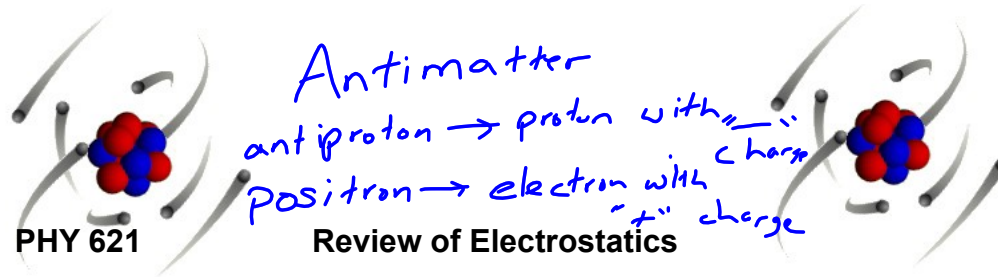 Antimatter
antiproton → proton with "—" charge
positron → electron with "+" charge
PHY 621 Review of Electrostatics